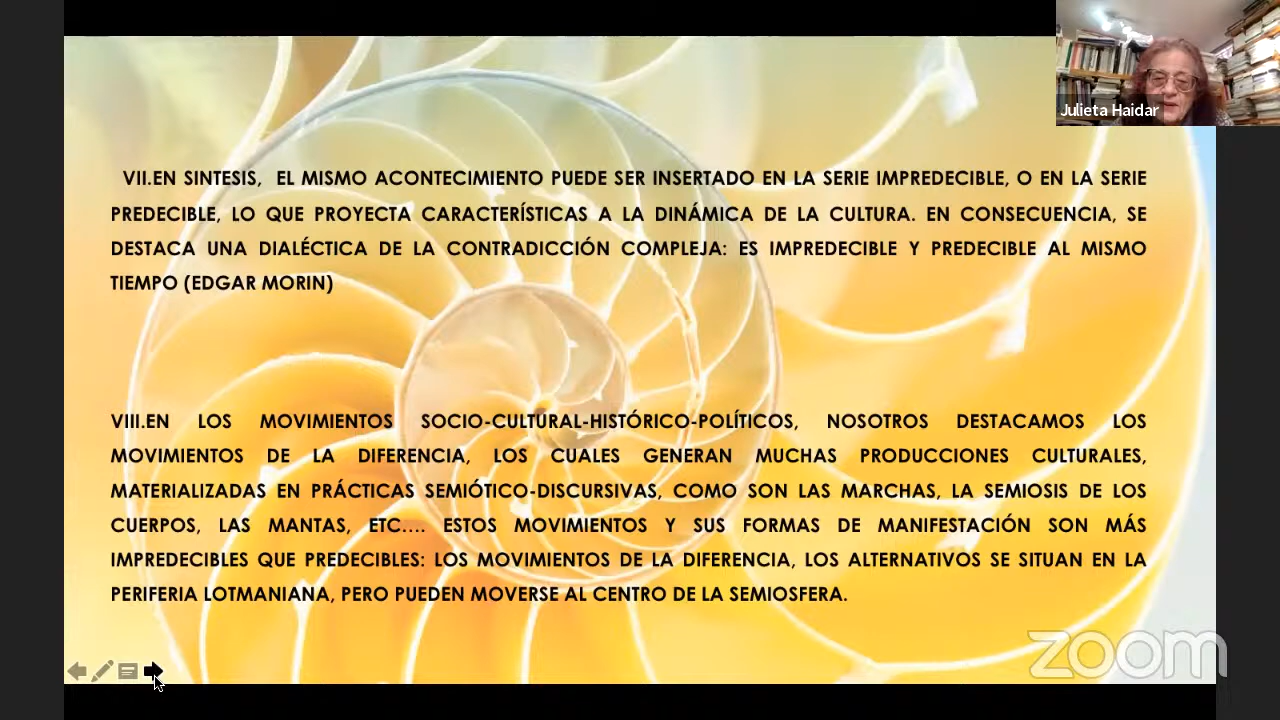 Julieta Haidar
VII.EN SINTESIS, EL MISMO ACONTECIMIENTO PUEDE SER INSERTADO EN LA SERIE IMPREDECIBLE, O EN LA SERIE
PREDECIBLE, LO QUE PROYECTA CARACTERÍSTICAS A LA DINÁMICA DE LA CULTURA. EN CONSECUENCIA, SE
DESTACA UNA DIALÉCTICA DE LA CONTRADICCIÓN COMPLEJA: ES IMPREDECIBLE Y PREDECIBLE AL MISMO
TIEMPO (EDGAR MORIN)
VIII.EN LOS MOVIMIENTOS SOCIO-CULTURAL-HISTÓRICO-POLÍTICOS, NOSOTROS DESTACAMOS LOS
MOVIMIENTOS DE LA DIFERENCIA, LOS CUALES GENERAN MUCHAS PRODUCCIONES CULTURALES,
MATERIALIZADAS EN PRÁCTICAS SEMIÓTICO-DISCURSIVAS, COMO SON LAS MARCHAS, LA SEMIOSIS DE LOS
CUERPOS, LAS MANTAS, ETC.... ESTOS MOVIMIENTOS Y SUS FORMAS DE MANIFESTACIÓN SON MÁS
IMPREDECIBLES QUE PREDECIBLES: LOS MOVIMIENTOS DE LA DIFERENCIA, LOS ALTERNATIVOS SE SITUAN EN LA
PERIFERIA LOTMANIANA, PERO PUEDEN MOVERSE AL CENTRO DE LA SEMIOSFERA.
zoom